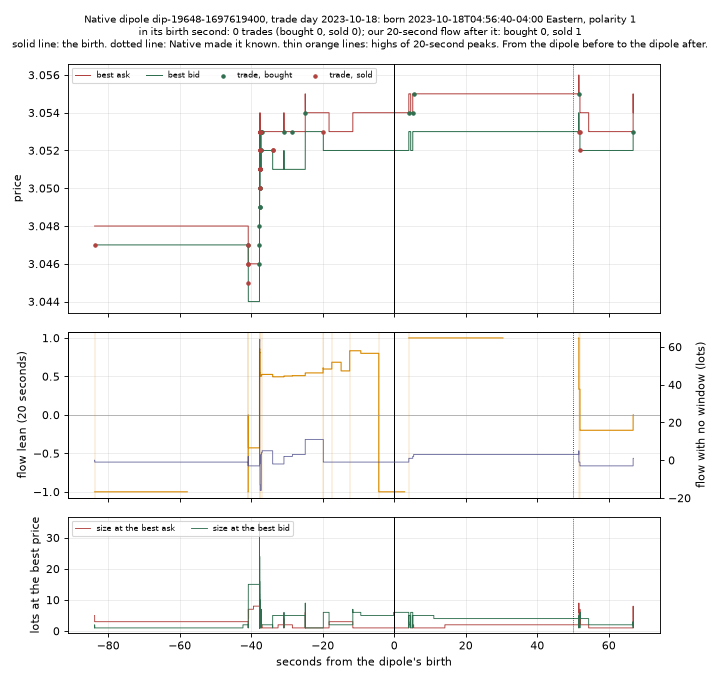 Native dipole dip-19648-1697619400, trade day 2023-10-18: born 2023-10-18T04:56:40-04:00 Eastern, polarity 1
in its birth second: 0 trades (bought 0, sold 0); our 20-second flow after it: bought 0, sold 1
solid line: the birth. dotted line: Native made it known. thin orange lines: highs of 20-second peaks. From the dipole before to the dipole after.
best ask
best bid
trade, bought
trade, sold
3.056
3.054
3.052
3.050
3.048
3.046
3.044
price
1.0
0.5
0.0
−0.5
−1.0
flow lean (20 seconds)
60
40
20
0
−20
flow with no window (lots)
size at the best ask
size at the best bid
30
20
10
0
lots at the best price
−80
−60
−40
−20
0
20
40
60
seconds from the dipole's birth